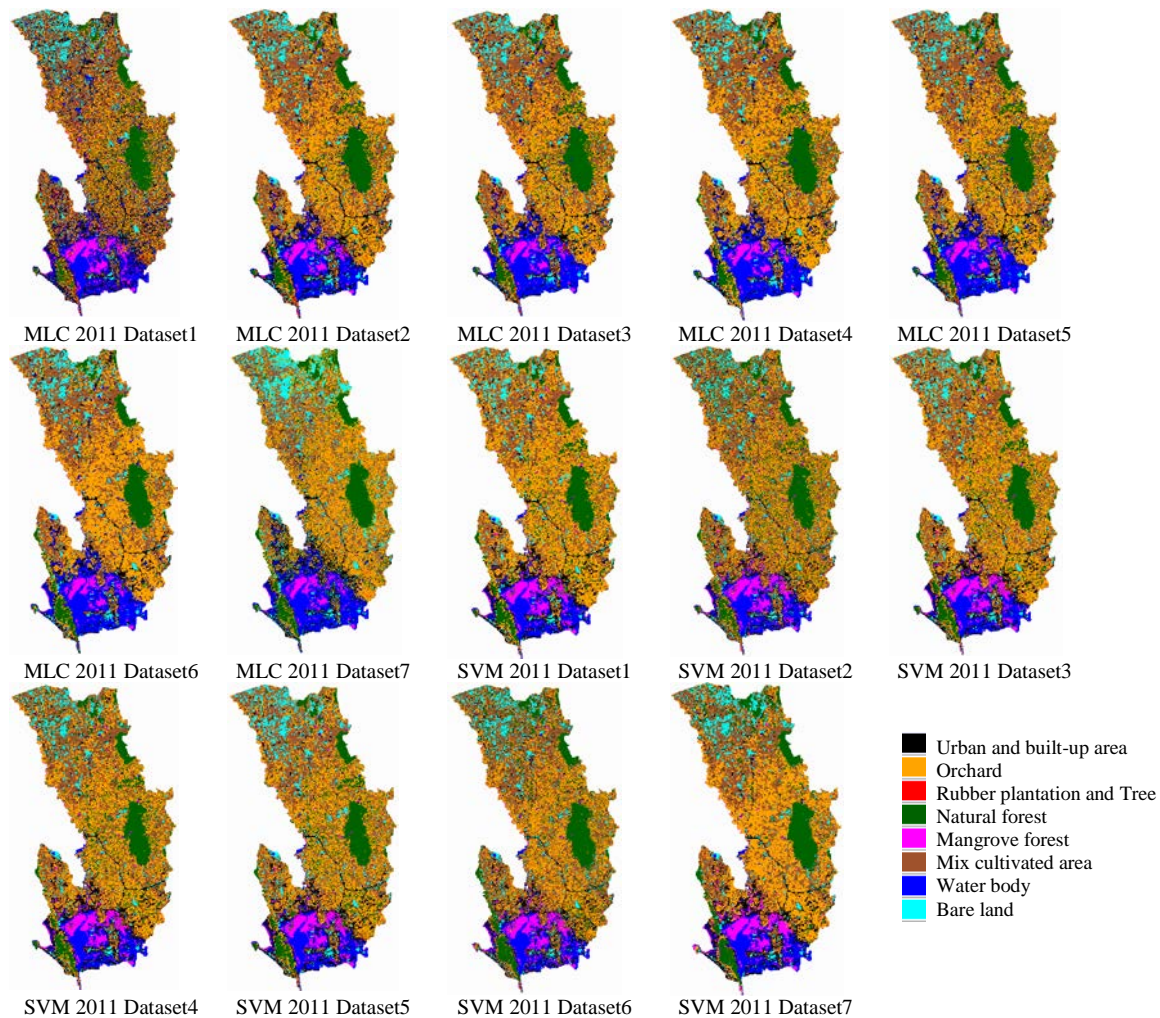 MLC 2011 Dataset1
MLC 2011 Dataset2
MLC 2011 Dataset3
MLC 2011 Dataset4
MLC 2011 Dataset5
MLC 2011 Dataset6
MLC 2011 Dataset7
SVM 2011 Dataset1
SVM 2011 Dataset2
SVM 2011 Dataset3
Urban and built-up area
Orchard
Rubber plantation and Tree
Natural forest
Mangrove forest
Mix cultivated area
Water body
Bare land
SVM 2011 Dataset4
SVM 2011 Dataset5
SVM 2011 Dataset6
SVM 2011 Dataset7